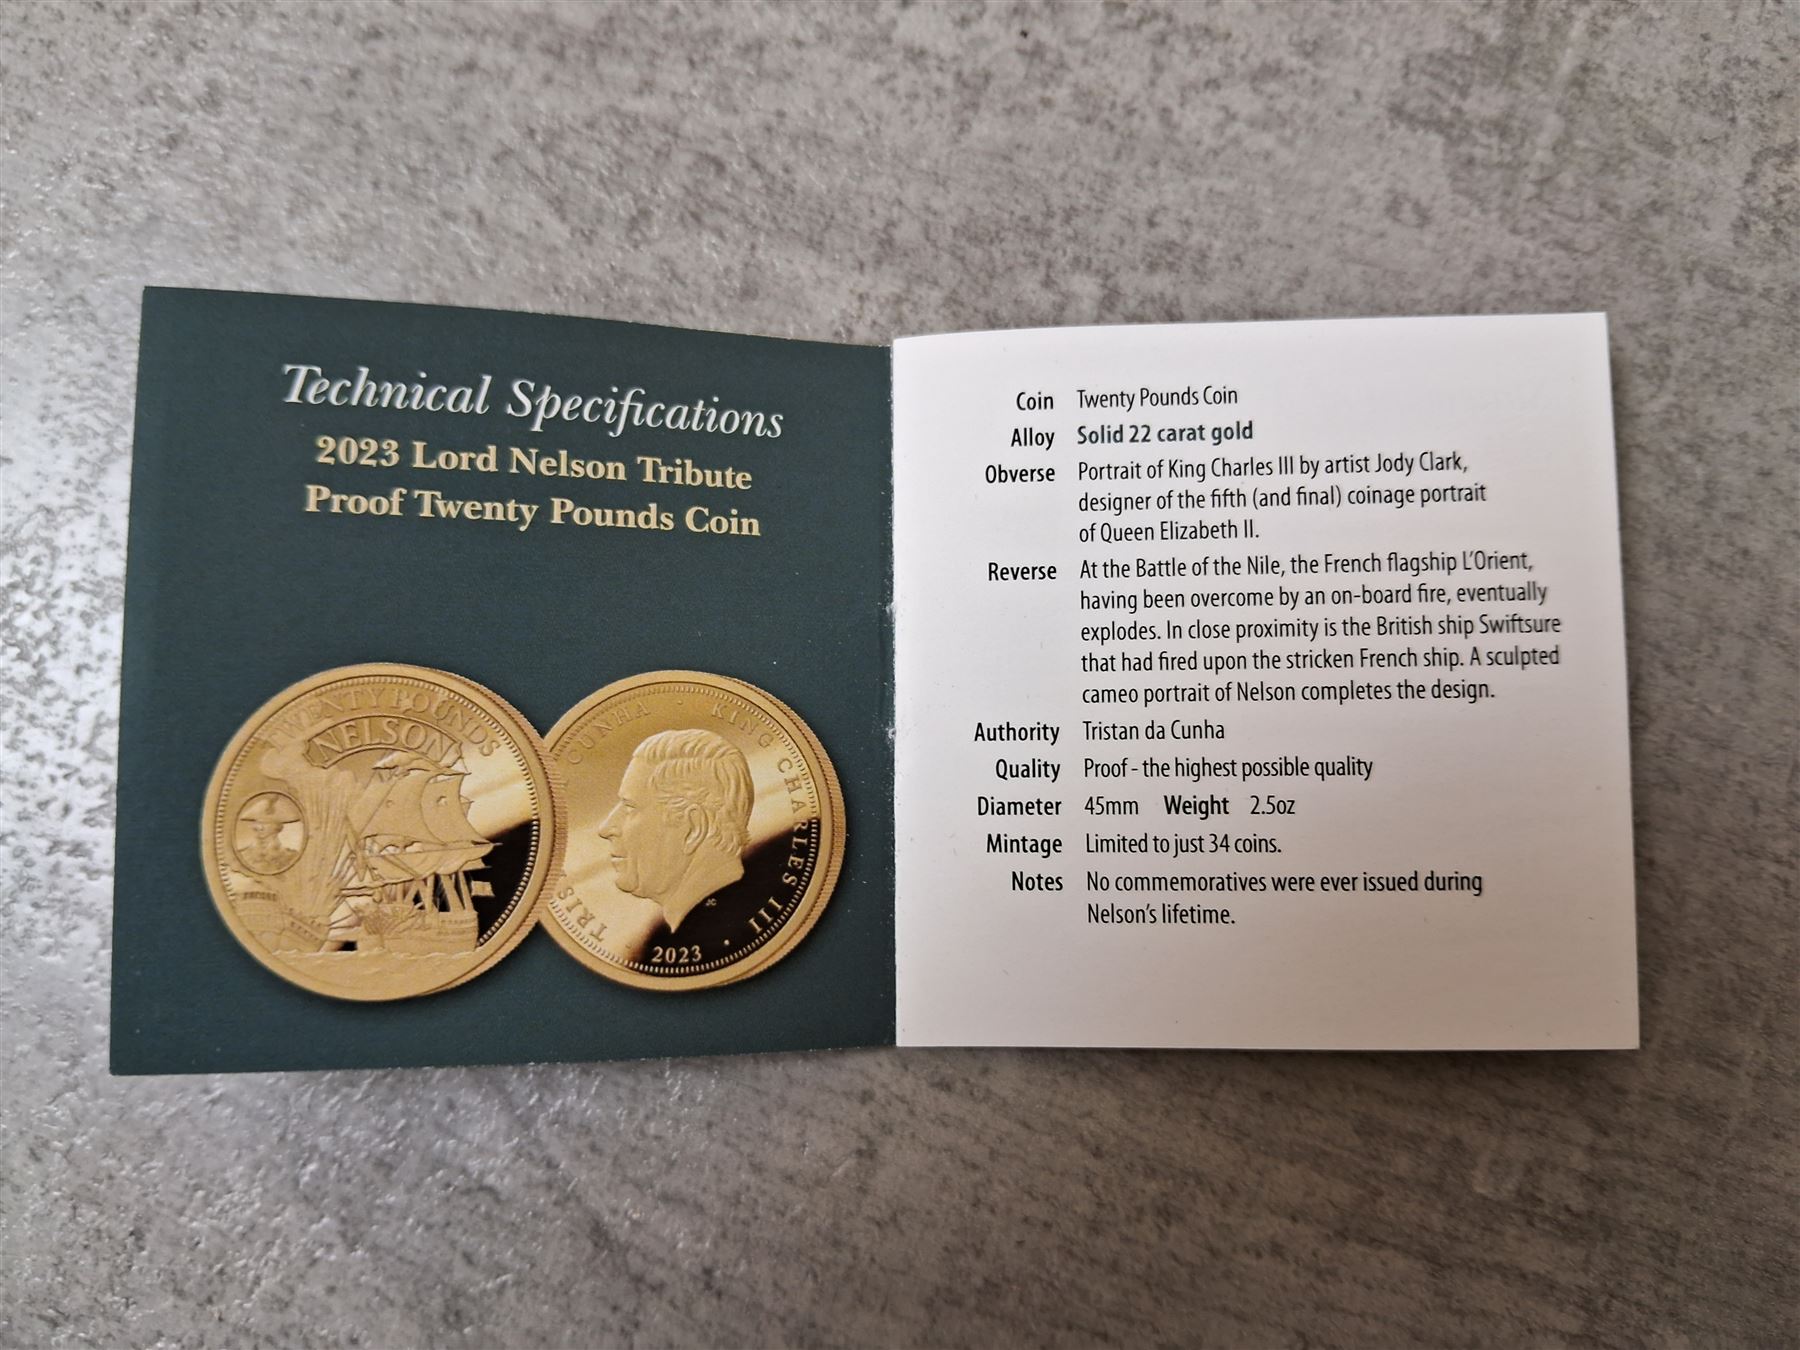 Technical Specifications
2023 Lord Nelson Tribute
Proof Twenty Pounds Coin
TWENTY POUNDS
NELSON
CUNHA · KING CHARLES III ·
TRIS
JC
2023
Coin Twenty Pounds Coin
Alloy Solid 22 carat gold
Obverse Portrait of King Charles III by artist Jody Clark,
designer of the fifth (and final) coinage portrait
of Queen Elizabeth II.
Reverse At the Battle of the Nile, the French flagship L'Orient,
having been overcome by an on-board fire, eventually
explodes. In close proximity is the British ship Swiftsure
that had fired upon the stricken French ship. A sculpted
cameo portrait of Nelson completes the design.
Authority Tristan da Cunha
Quality Proof - the highest possible quality
Diameter 45mm Weight 2.5oz
Mintage Limited to just 34 coins.
Notes No commemoratives were ever issued during
Nelson's lifetime.